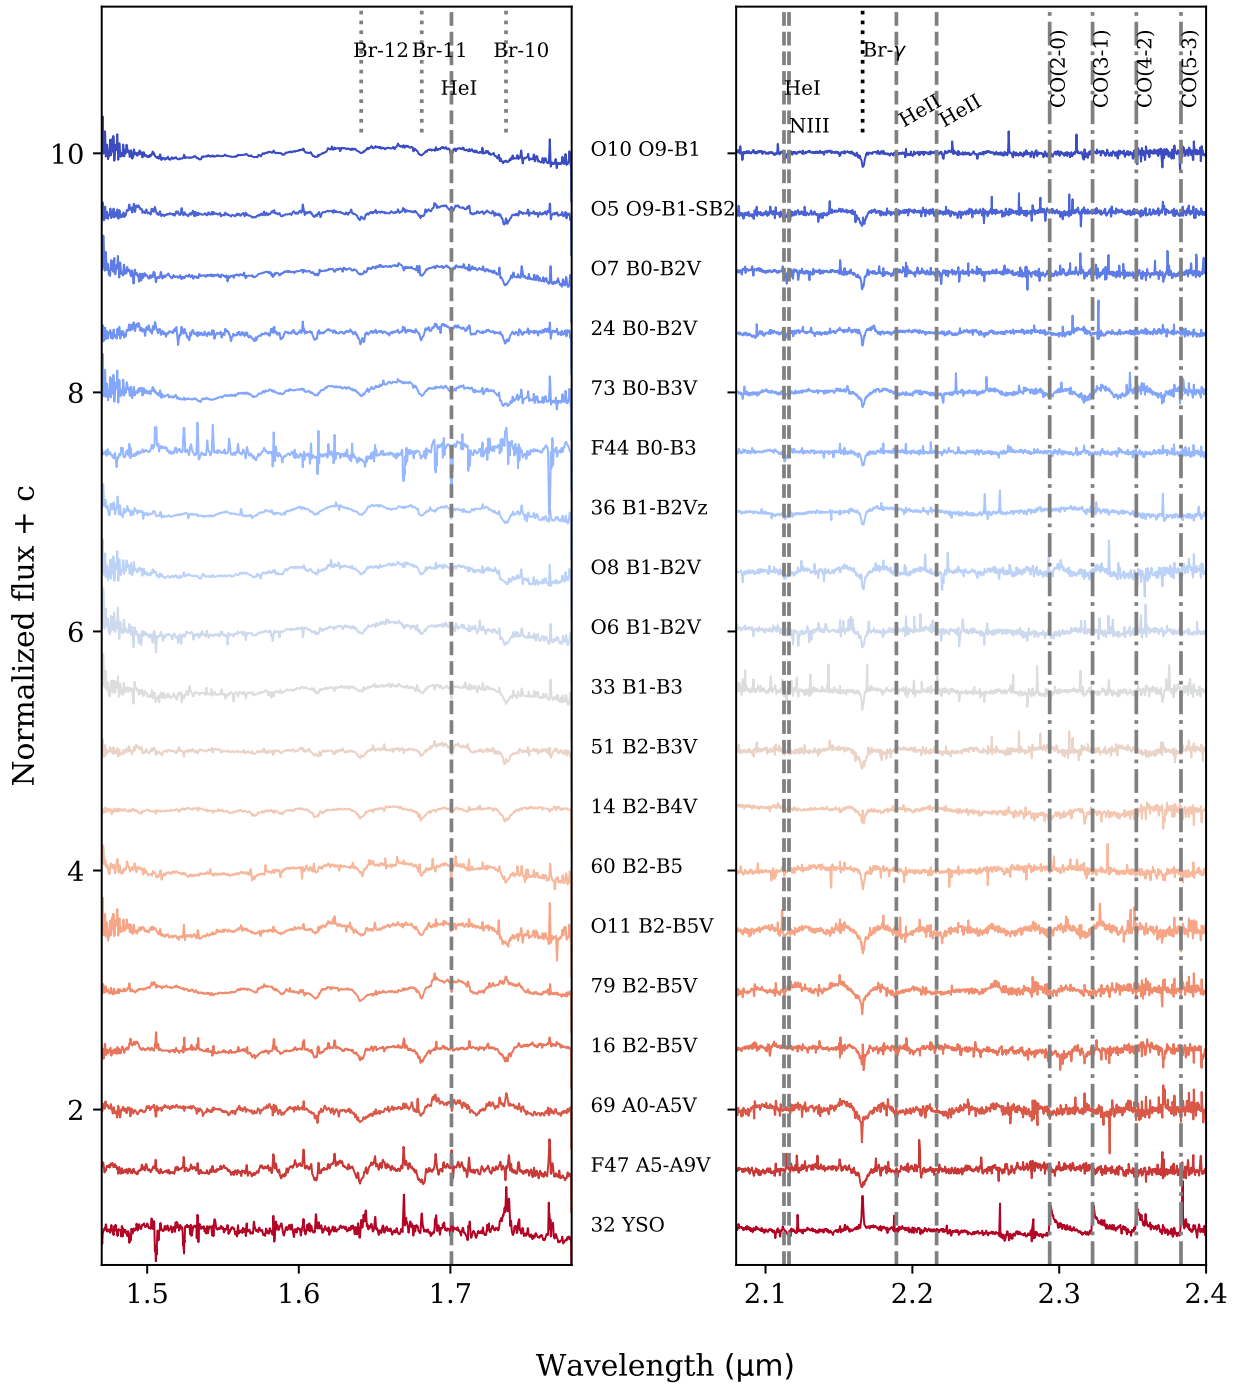 Br-12 Br-11 Br-10
HeI
Br-γ
HeI
NIII
HeII
HeII
CO(2-0)
CO(3-1)
CO(4-2)
CO(5-3)
10
8
6
4
2
Normalized flux + c
O10 O9-B1
O5 O9-B1-SB2
O7 B0-B2V
24 B0-B2V
73 B0-B3V
F44 B0-B3
36 B1-B2Vz
O8 B1-B2V
O6 B1-B2V
33 B1-B3
51 B2-B3V
14 B2-B4V
60 B2-B5
O11 B2-B5V
79 B2-B5V
16 B2-B5V
69 A0-A5V
F47 A5-A9V
32 YSO
1.5 1.6 1.7
2.1 2.2 2.3 2.4
Wavelength (μm)